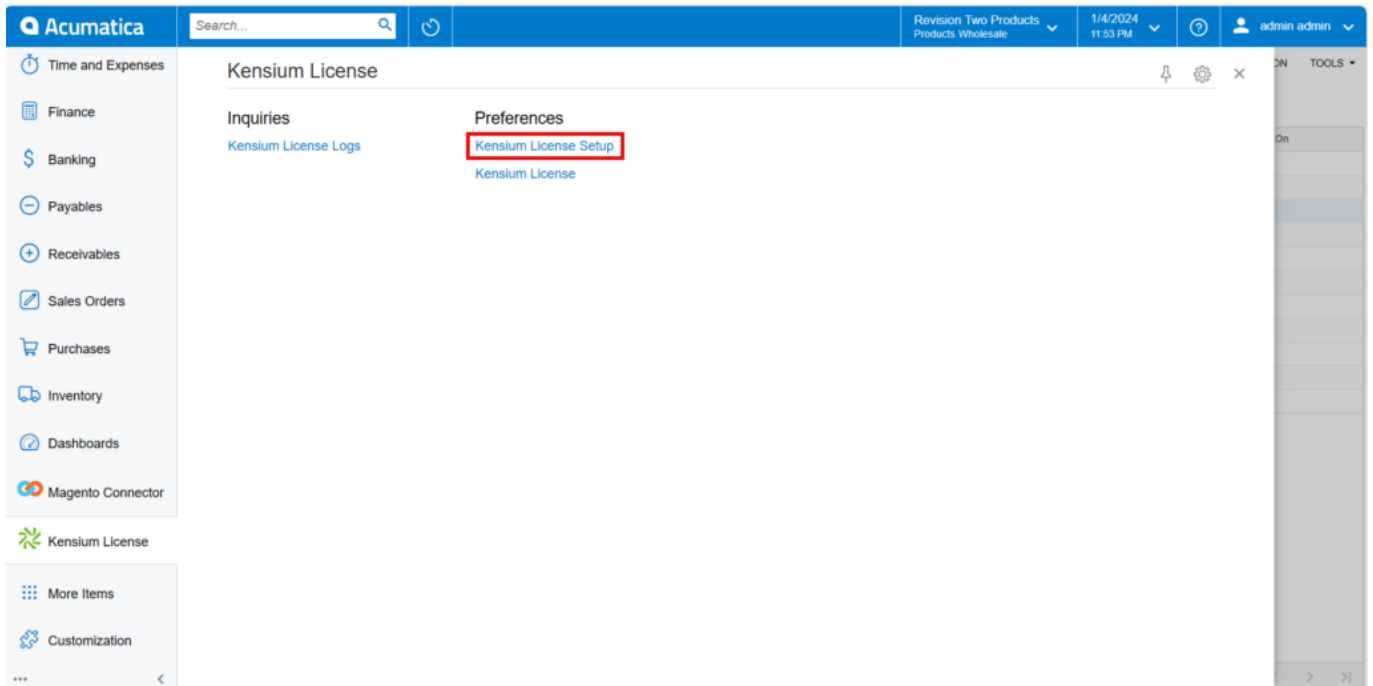 Acumatica
Search...
Revision Two Products
Products Wholesale
1/4/2024
11:53 PM
admin admin
Time and Expenses
Finance
Banking
Payables
Receivables
Sales Orders
Purchases
Inventory
Dashboards
Magento Connector
Kensium License
More Items
Customization
...
Kensium License
Inquiries
Kensium License Logs
Preferences
Kensium License Setup
Kensium License
ON
TOOLS
On